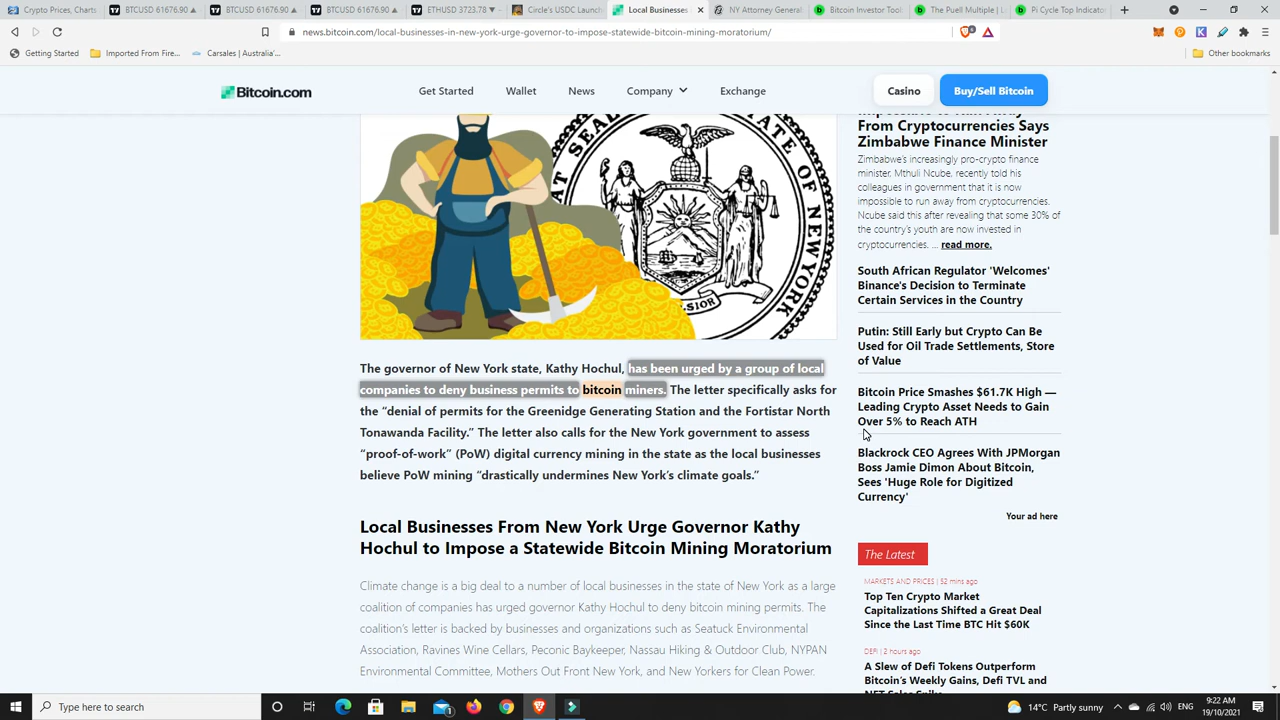 BTCUSD 61676.90
BTCUSD 61676.90
BTCUSD 61676.90
ETHUSD 3723.78
Crypto Prices, Charts
Circle's USDC Launch
Local Businesses
NY Attorney General
Bitcoin Investor Tool:
The Puell Multiple | L
Pi Cycle Top Indicator
news.bitcoin.com/local-businesses-in-new-york-urge-governor-to-impose-statewide-bitcoin-mining-moratorium/
Getting Started
Imported From Fire...
Carsales | Australia'...
Other bookmarks
Bitcoin.com
Get Started
Wallet
News
Company
Exchange
Casino
Buy/Sell Bitcoin
SEAL
STATE OF NEW YORK
SIOR
The governor of New York state, Kathy Hochul, has been urged by a group of local
companies to deny business permits to bitcoin miners. The letter specifically asks for
the “denial of permits for the Greenidge Generating Station and the Fortistar North
Tonawanda Facility.” The letter also calls for the New York government to assess
“proof-of-work” (PoW) digital currency mining in the state as the local businesses
believe PoW mining “drastically undermines New York’s climate goals.”
Local Businesses From New York Urge Governor Kathy
Hochul to Impose a Statewide Bitcoin Mining Moratorium
Climate change is a big deal to a number of local businesses in the state of New York as a large
coalition of companies has urged governor Kathy Hochul to deny bitcoin mining permits. The
coalition’s letter is backed by businesses and organizations such as Seatuck Environmental
Association, Ravines Wine Cellars, Peconic Baykeeper, Nassau Hiking & Outdoor Club, NYPAN
Environmental Committee, Mothers Out Front New York, and New Yorkers for Clean Power.
From Cryptocurrencies Says
Zimbabwe Finance Minister
Zimbabwe’s increasingly pro-crypto finance
minister, Mthuli Ncube, recently told his
colleagues in government that it is now
impossible to run away from cryptocurrencies.
Ncube said this after revealing that some 30% of
the country’s youth are now invested in
cryptocurrencies. ... read more.
South African Regulator 'Welcomes'
Binance's Decision to Terminate
Certain Services in the Country
Putin: Still Early but Crypto Can Be
Used for Oil Trade Settlements, Store
of Value
Bitcoin Price Smashes $61.7K High —
Leading Crypto Asset Needs to Gain
Over 5% to Reach ATH
Blackrock CEO Agrees With JPMorgan
Boss Jamie Dimon About Bitcoin,
Sees 'Huge Role for Digitized
Currency'
Your ad here
The Latest
MARKETS AND PRICES | 52 mins ago
Top Ten Crypto Market
Capitalizations Shifted a Great Deal
Since the Last Time BTC Hit $60K
DEFI | 2 hours ago
A Slew of Defi Tokens Outperform
Bitcoin’s Weekly Gains, Defi TVL and
Type here to search
14°C Partly sunny
ENG
9:22 AM
19/10/2021